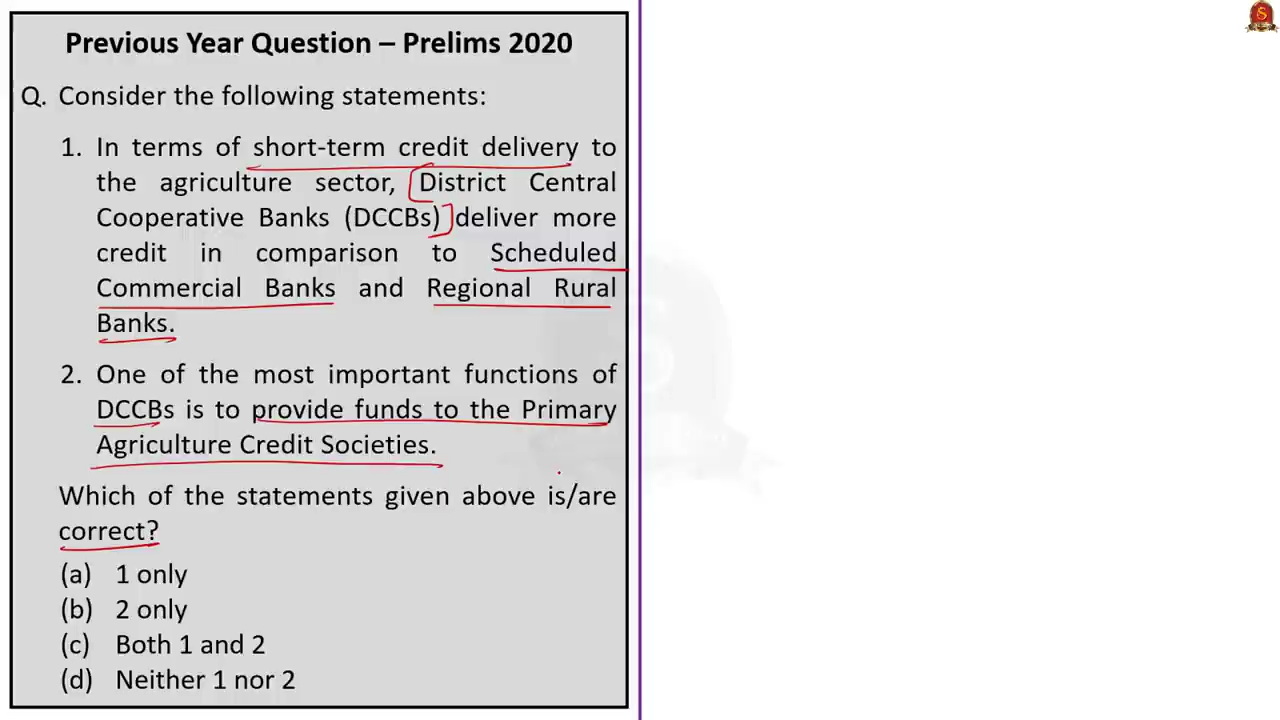 Previous Year Question – Prelims 2020
Q. Consider the following statements:
1. In terms of short-term credit delivery to
the agriculture sector, District Central
Cooperative Banks (DCCBs) deliver more
credit in comparison to Scheduled
Commercial Banks and Regional Rural
Banks.
2. One of the most important functions of
DCCBs is to provide funds to the Primary
Agriculture Credit Societies.
Which of the statements given above is/are
correct?
(a) 1 only
(b) 2 only
(c) Both 1 and 2
(d) Neither 1 nor 2